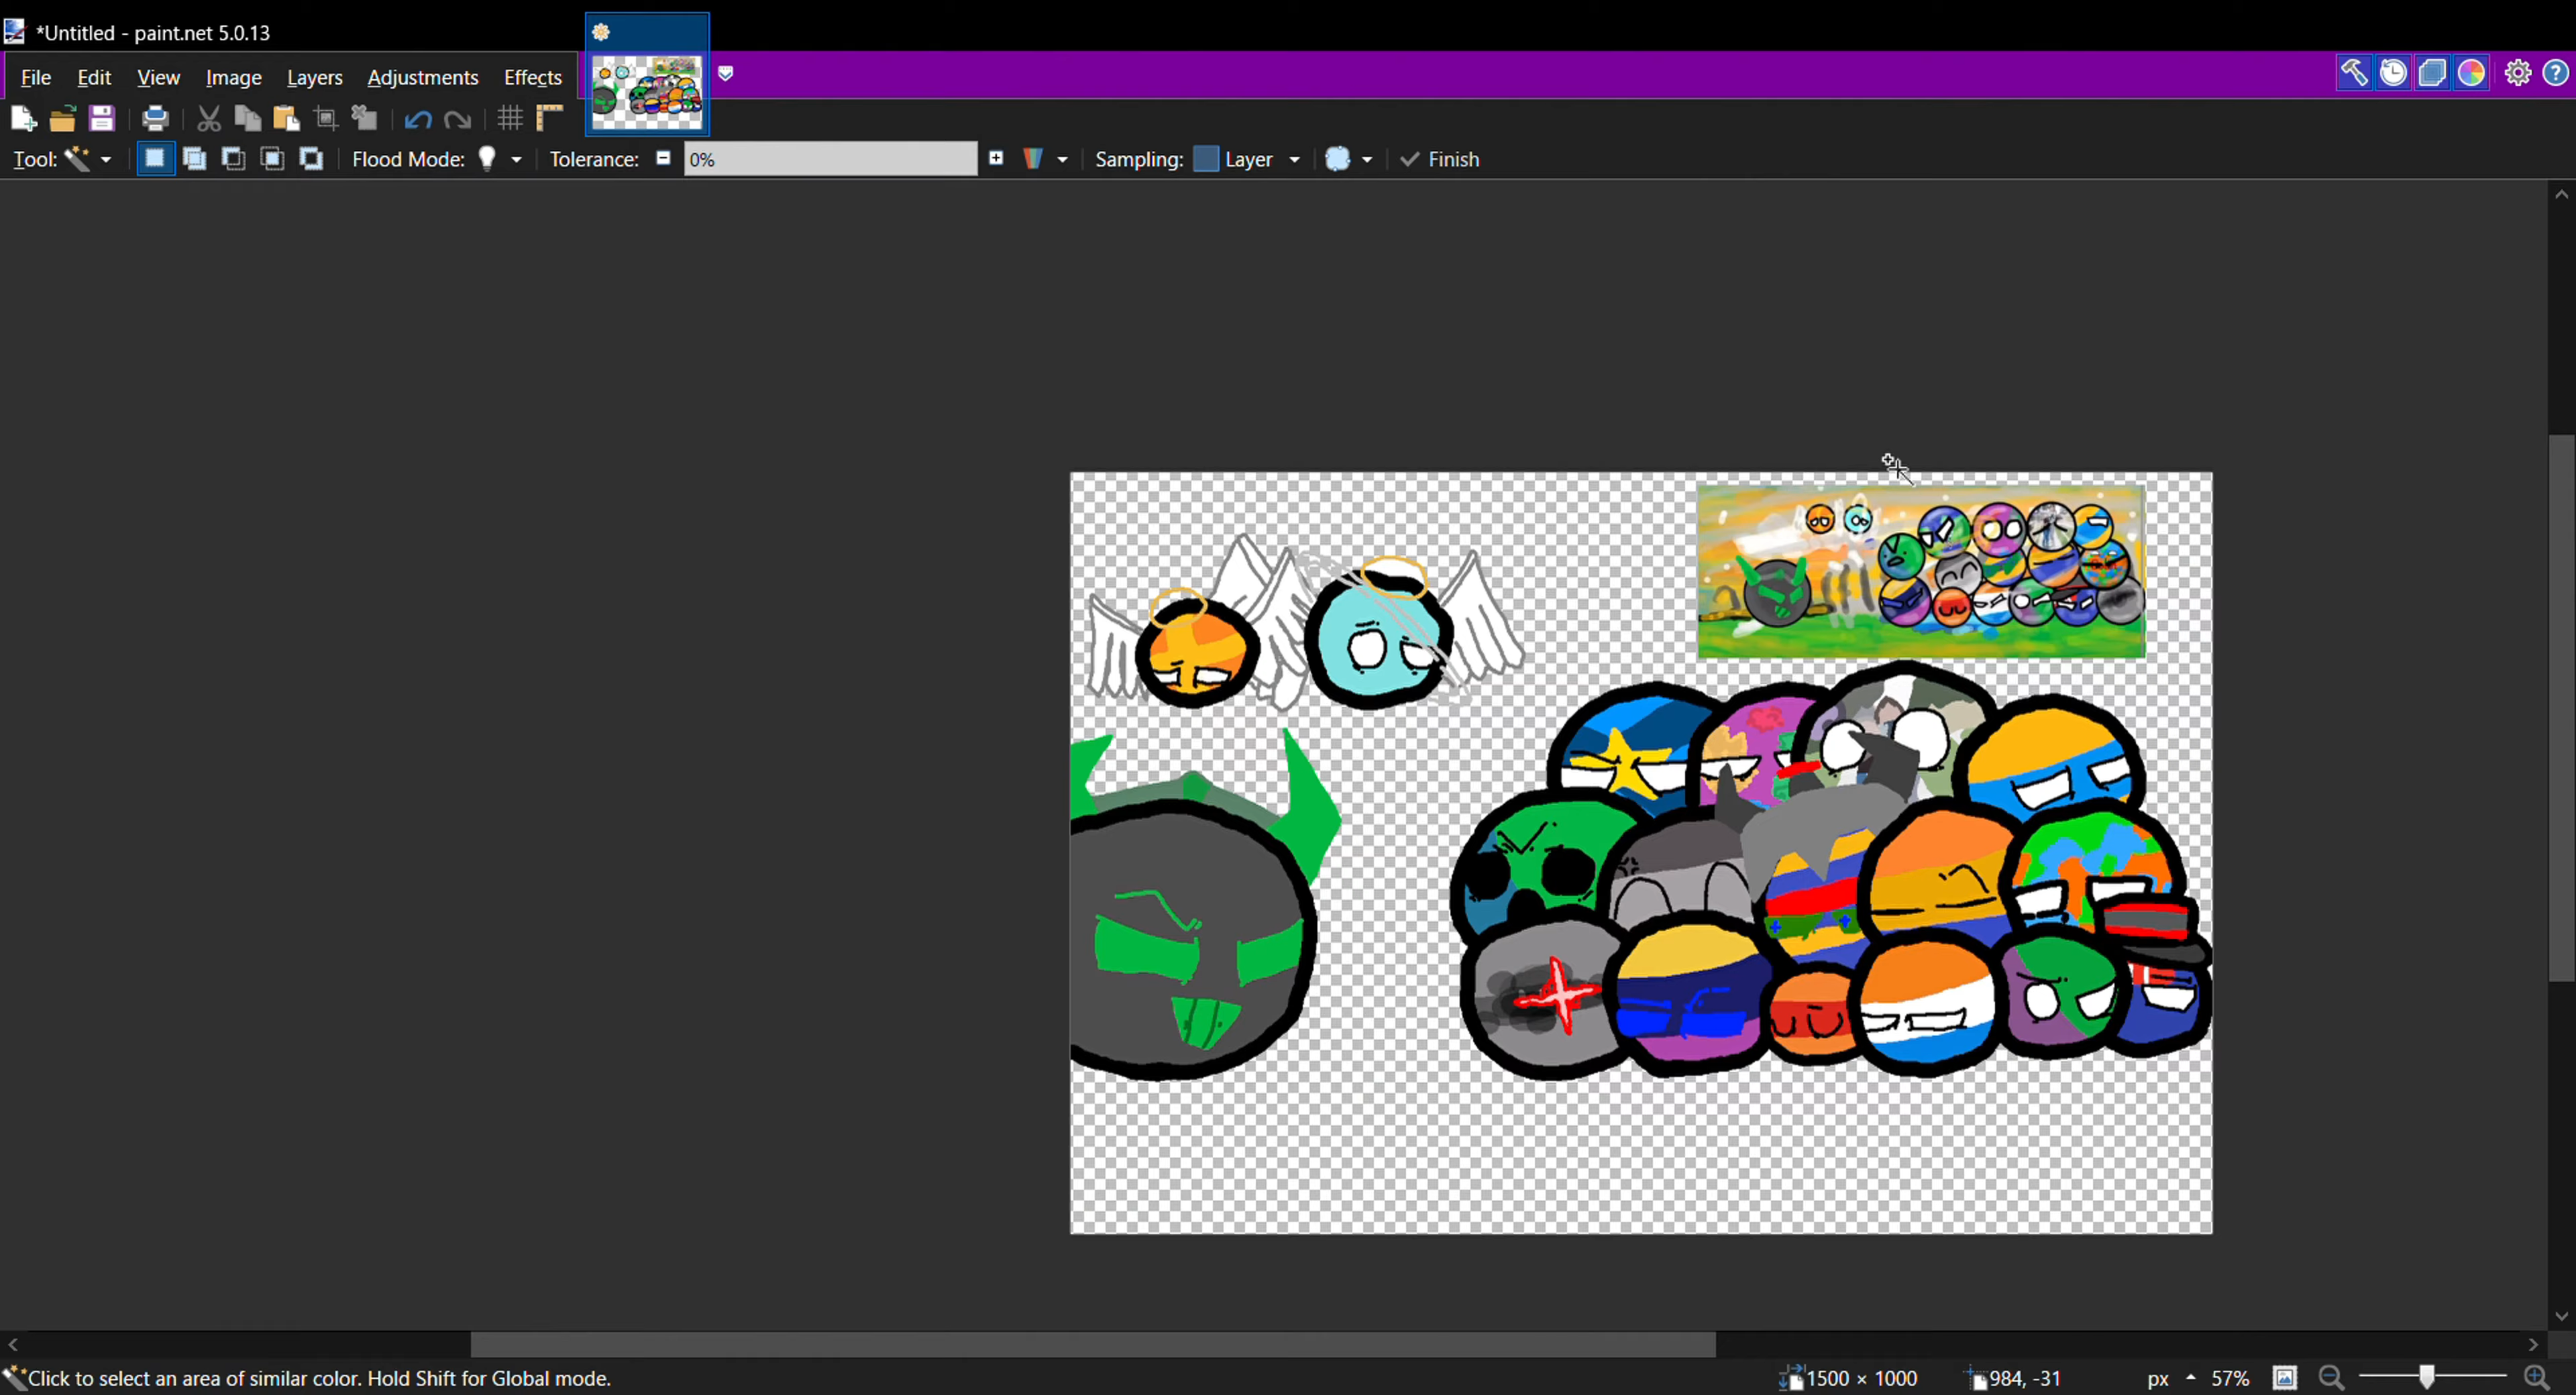 *Untitled - paint.net 5.0.13
File Edit View Image Layers Adjustments Effects
Tool: Flood Mode: Tolerance: 0% Sampling: Layer Finish
Click to select an area of similar color. Hold Shift for Global mode. 1500 × 1000 984, -31 px 57%